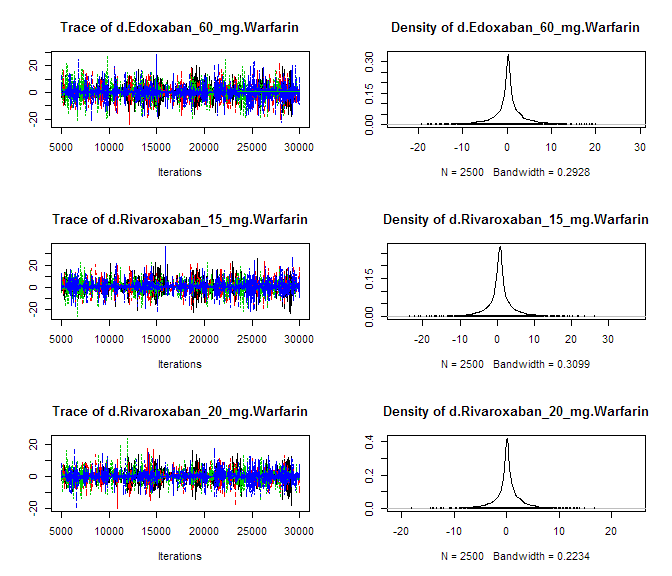 Trace of d.Edoxaban_60_mg.Warfarin
20
0
-20
5000 10000 15000 20000 25000 30000
Iterations
Density of d.Edoxaban_60_mg.Warfarin
0.30
0.15
0.00
-20 -10 0 10 20 30
N = 2500 Bandwidth = 0.2928
Trace of d.Rivaroxaban_15_mg.Warfarin
20
0
-20
5000 10000 15000 20000 25000 30000
Iterations
Density of d.Rivaroxaban_15_mg.Warfarin
0.15
0.00
-20 -10 0 10 20 30
N = 2500 Bandwidth = 0.3099
Trace of d.Rivaroxaban_20_mg.Warfarin
20
0
-20
5000 10000 15000 20000 25000 30000
Iterations
Density of d.Rivaroxaban_20_mg.Warfarin
0.4
0.2
0.0
-20 -10 0 10 20
N = 2500 Bandwidth = 0.2234